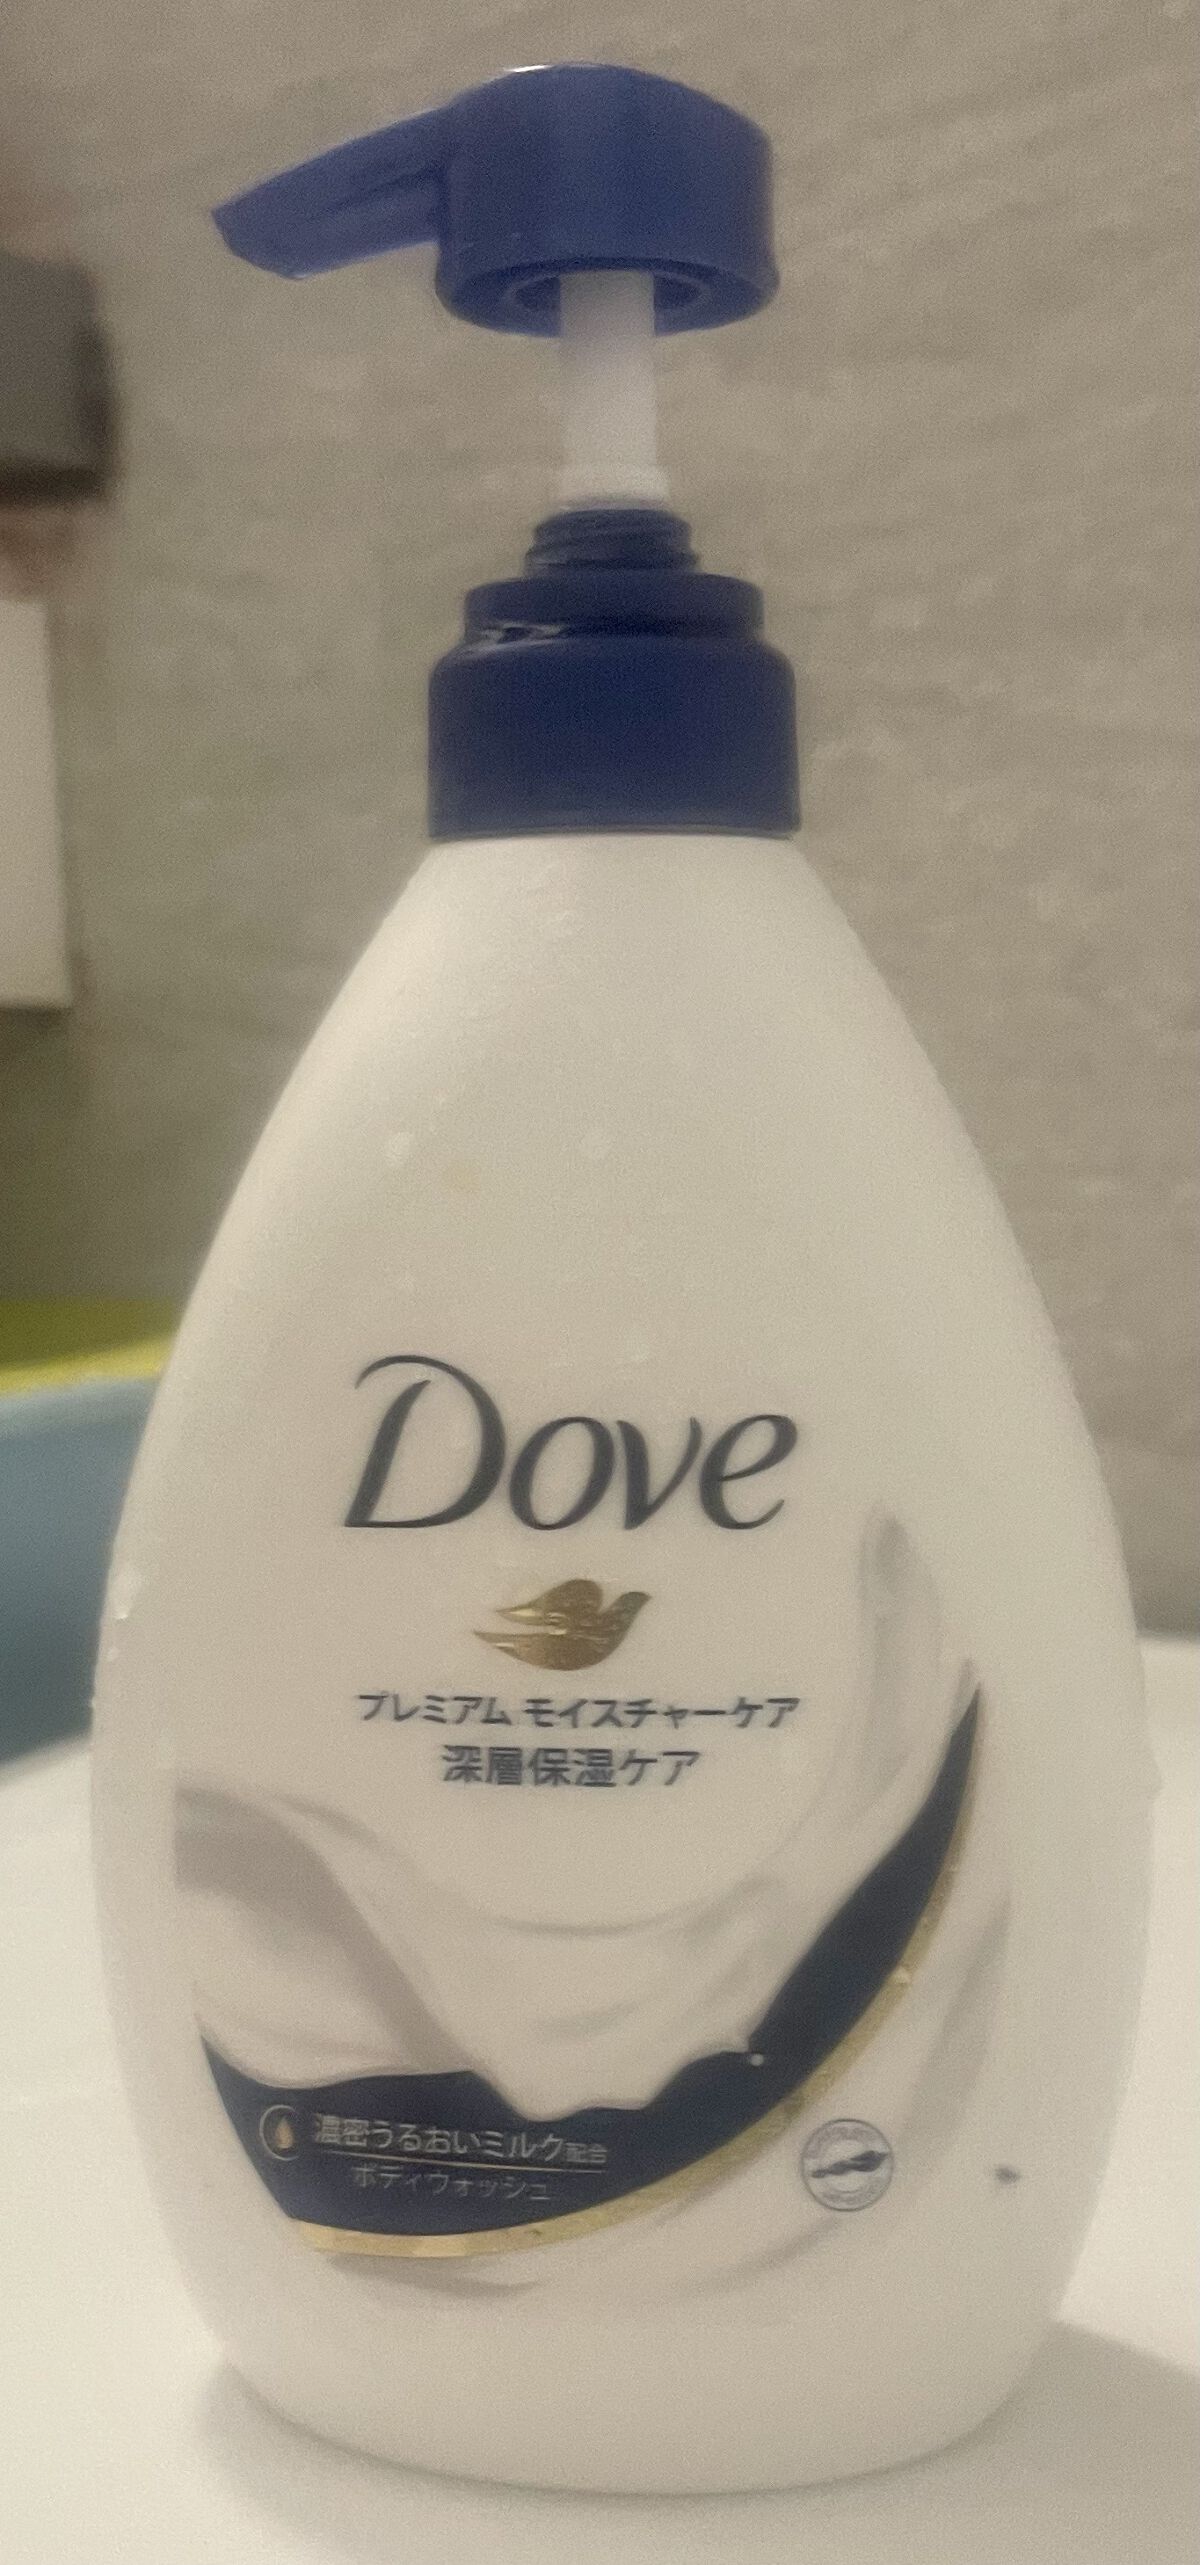 Dove
プレミアム モイスチャーケア
深層保湿ケア
濃密うるおいミルク配合
ボディウォッシュ